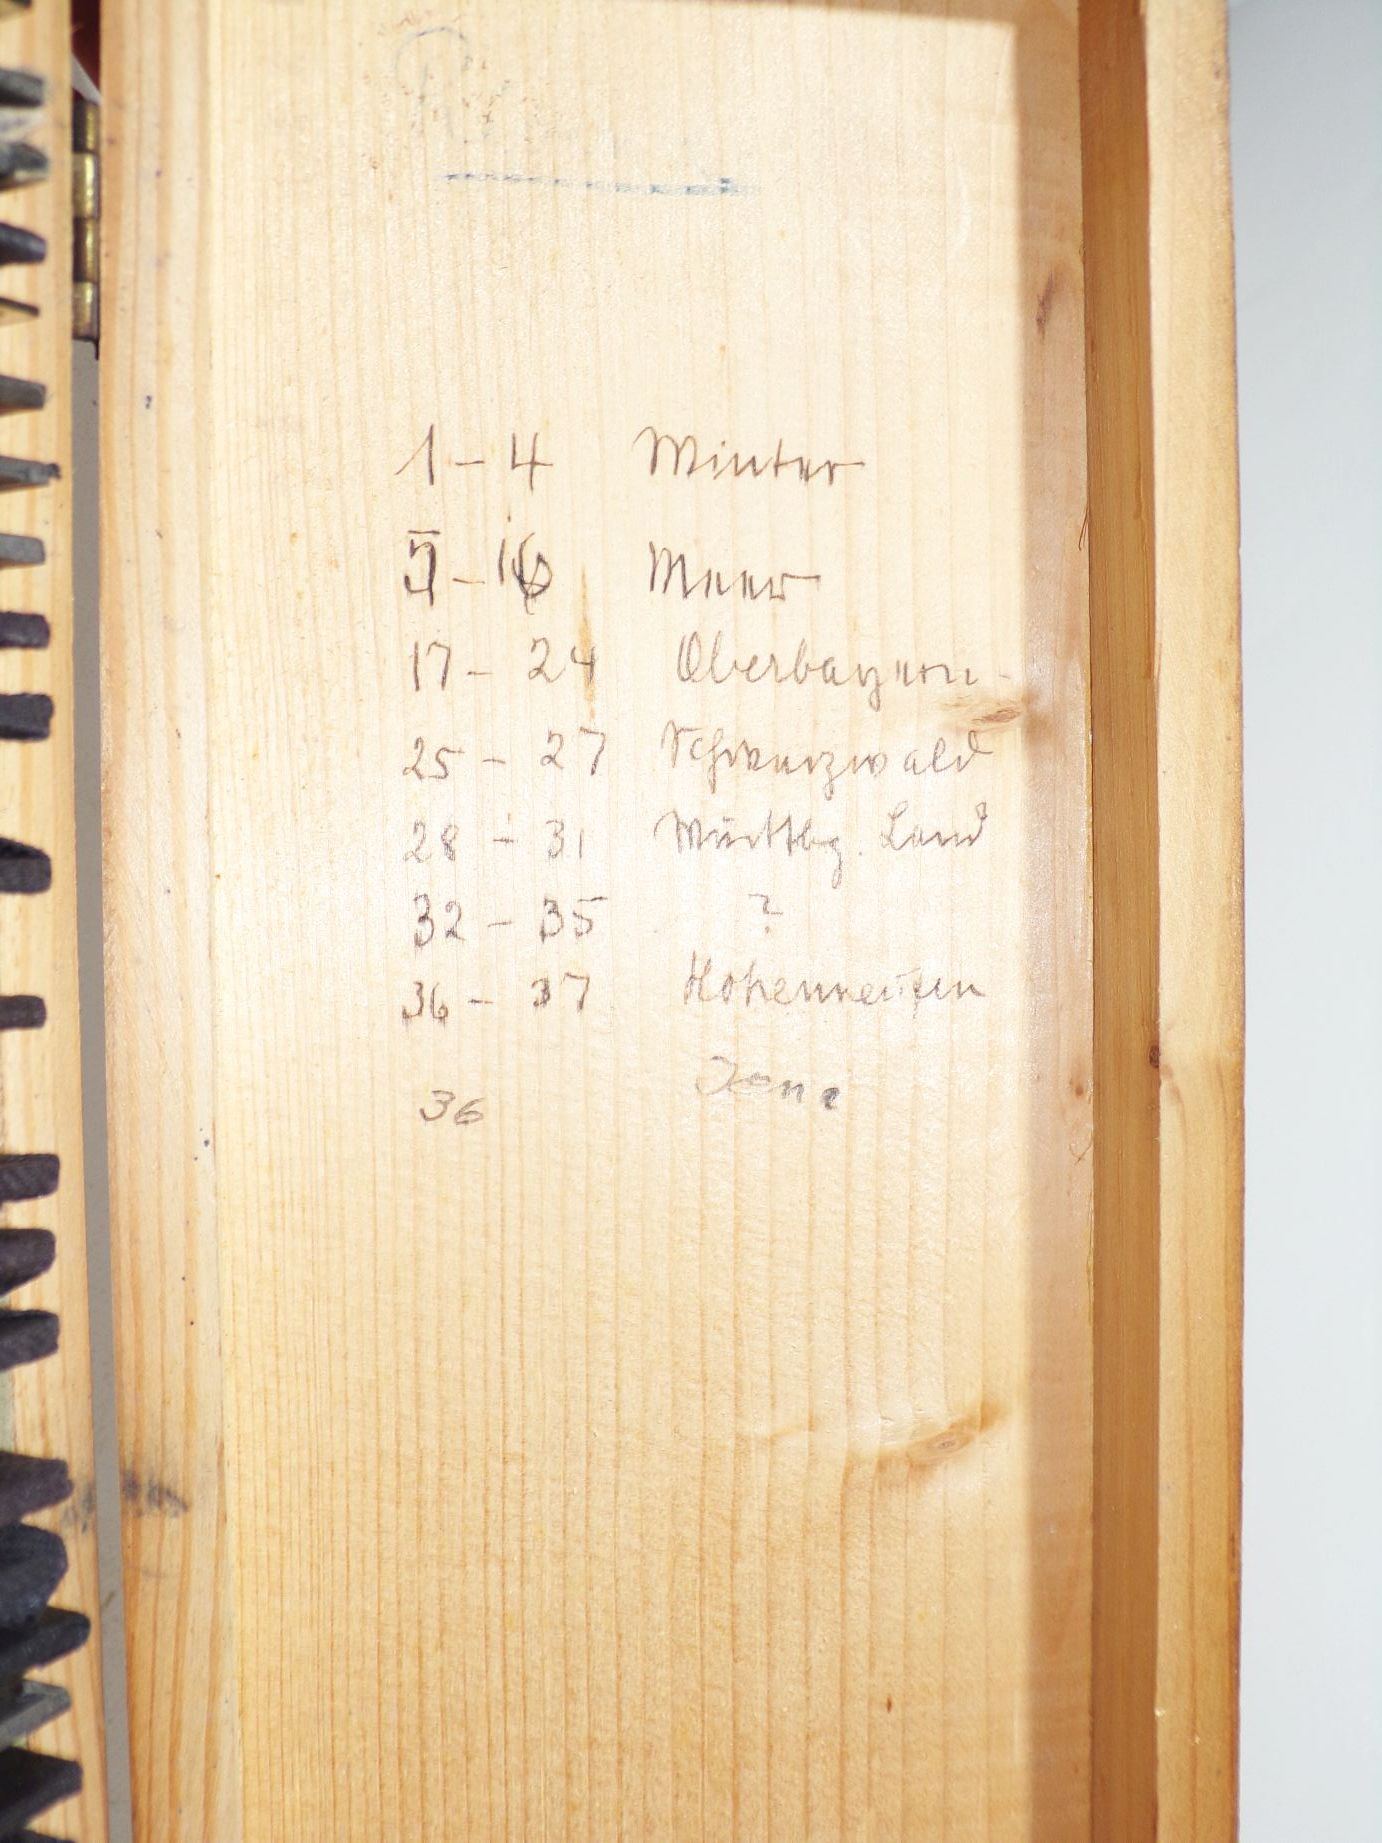 1 - 4 Winter
5 - 16 Meer
17 - 24 Oberbayern
25 - 27 Schwarzwald
28 - 31 Württbg. Land
32 - 35 ?
36 - 37 Hohenneuffen
36